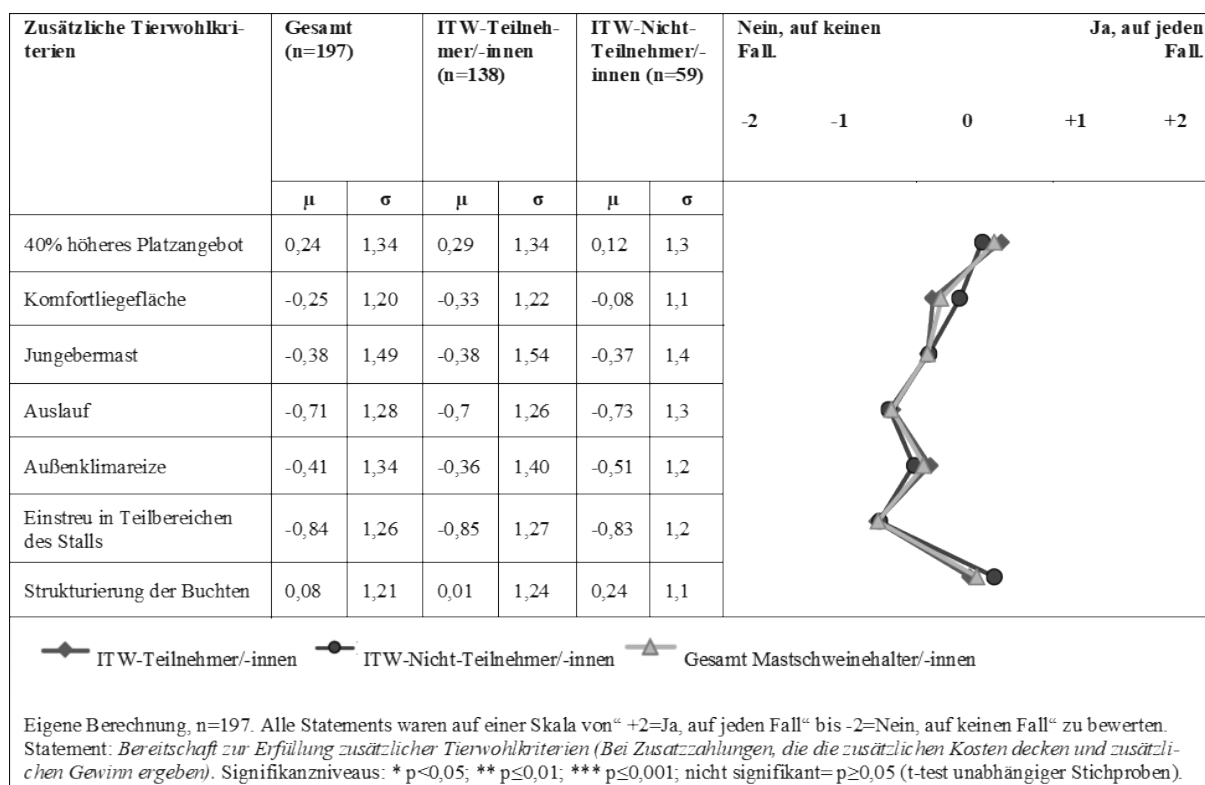 Zusätzliche Tierwohlkri-
terien
Gesamt
(n=197)
ITW-Teilneh-
mer/-innen
(n=138)
ITW-Nicht-
Teilnehmer/-
innen (n=59)
Nein, auf keinen
Fall.
Ja, auf jeden
Fall.
-2 -1 0 +1 +2
μ σ μ σ μ σ
40% höheres Platzangebot 0,24 1,34 0,29 1,34 0,12 1,3
Komfortliegefläche -0,25 1,20 -0,33 1,22 -0,08 1,1
Jungebermast -0,38 1,49 -0,38 1,54 -0,37 1,4
Auslauf -0,71 1,28 -0,7 1,26 -0,73 1,3
Außenklimareize -0,41 1,34 -0,36 1,40 -0,51 1,2
Einstreu in Teilbereichen
des Stalls -0,84 1,26 -0,85 1,27 -0,83 1,2
Strukturierung der Buchten 0,08 1,21 0,01 1,24 0,24 1,1
ITW-Teilnehmer/-innen ITW-Nicht-Teilnehmer/-innen Gesamt Mastschweinehalter/-innen
Eigene Berechnung, n=197. Alle Statements waren auf einer Skala von“ +2=Ja, auf jeden Fall“ bis -2=Nein, auf keinen Fall“ zu bewerten.
Statement: Bereitschaft zur Erfüllung zusätzlicher Tierwohlkriterien (Bei Zusatzzahlungen, die die zusätzlichen Kosten decken und zusätzli-
chen Gewinn ergeben). Signifikanzniveaus: * p<0,05; ** p≤0,01; *** p≤0,001; nicht signifikant= p≥0,05 (t-test unabhängiger Stichproben).